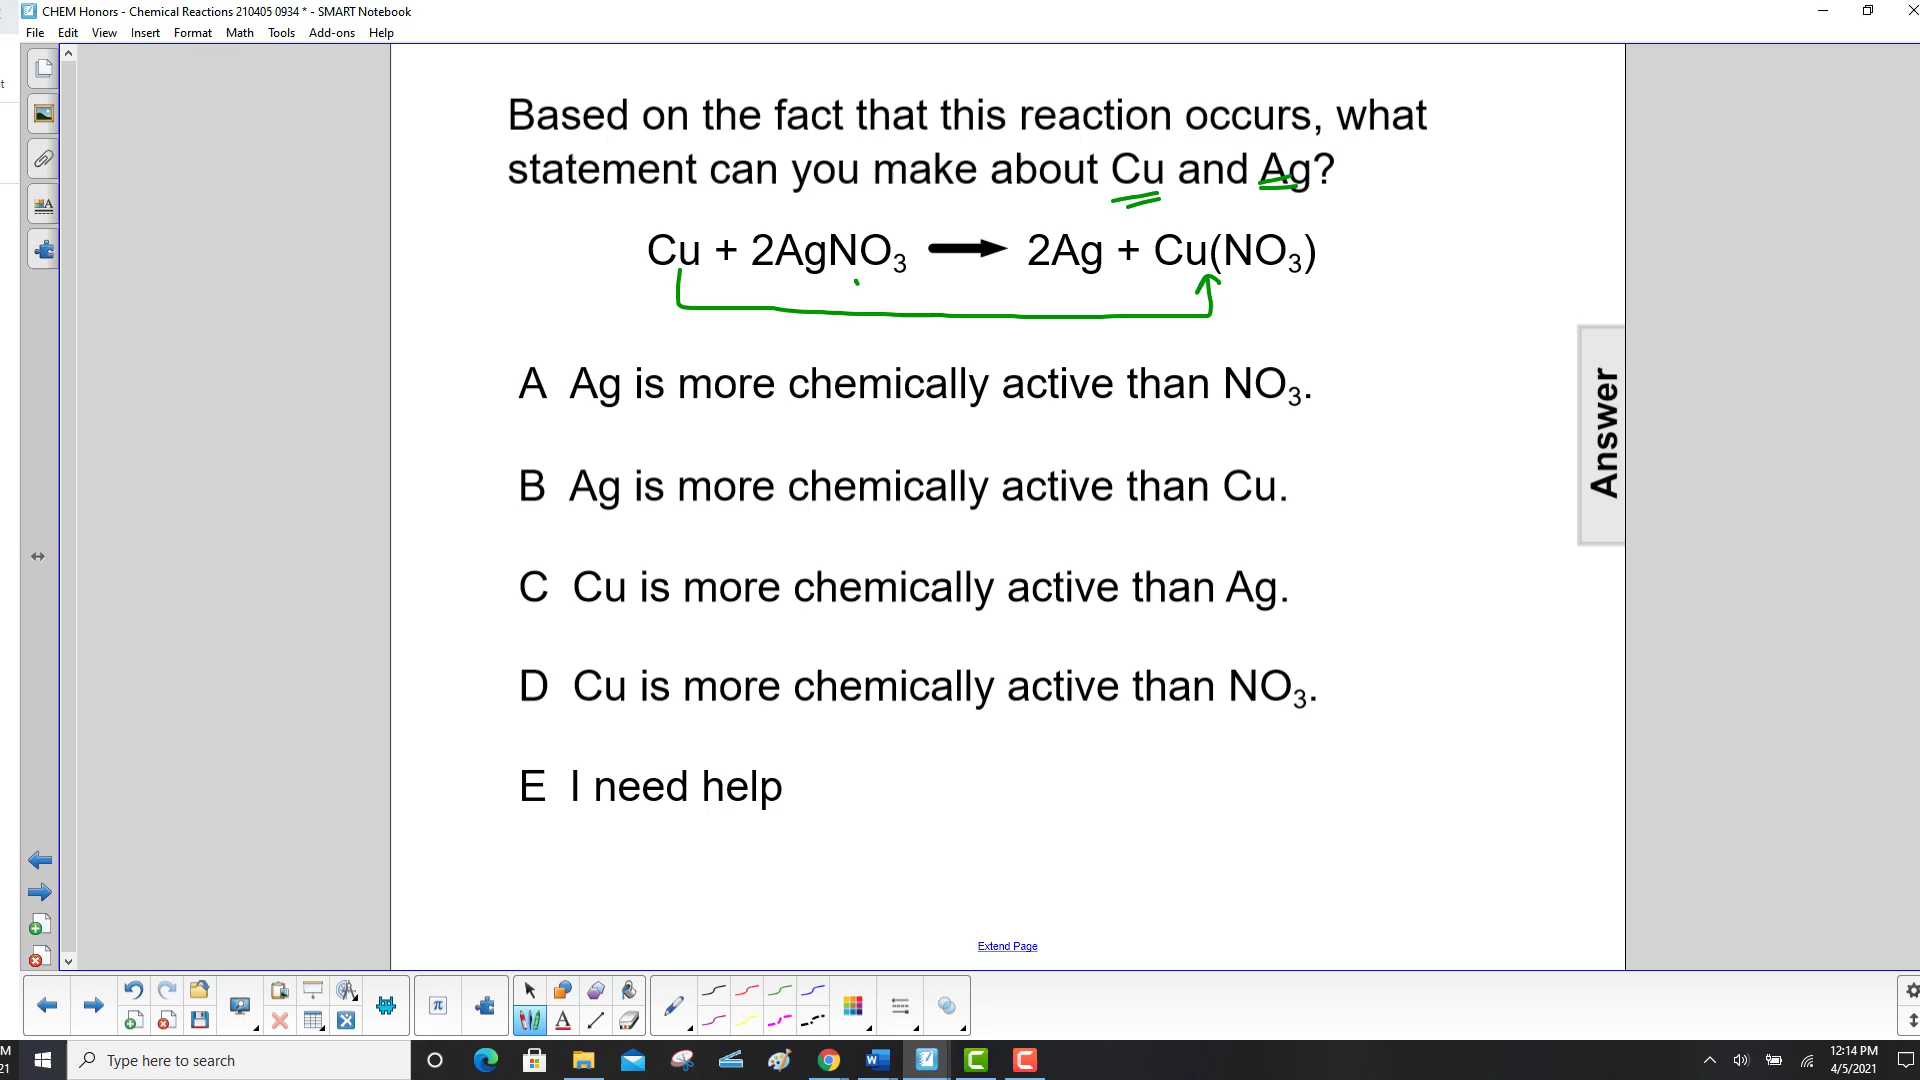 CHEM Honors - Chemical Reactions 210405 0934 * - SMART Notebook
File Edit View Insert Format Math Tools Add-ons Help
Based on the fact that this reaction occurs, what
statement can you make about Cu and Ag?
Cu + 2AgNO₃ → 2Ag + Cu(NO₃)
A Ag is more chemically active than NO₃.
B Ag is more chemically active than Cu.
C Cu is more chemically active than Ag.
D Cu is more chemically active than NO₃.
E I need help
Answer
Extend Page
Type here to search
12:14 PM
4/5/2021